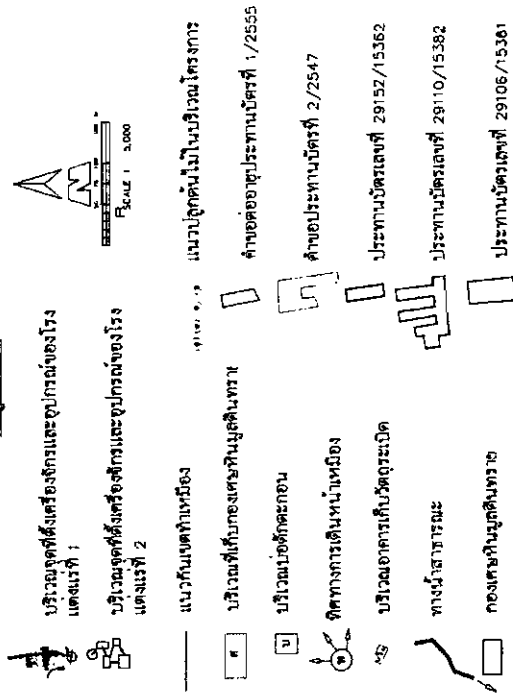 N
SCALE 1 5,000
บริเวณจุดที่ตั้งเครื่องจักรและอุปกรณ์ของโรง
แต่งแร่ที่ 1
บริเวณจุดที่ตั้งเครื่องจักรและอุปกรณ์ของโรง
แต่งแร่ที่ 2
แนวกันเขตทำเหมือง
ศ บริเวณที่เก็บกองเศษหินมูลดินทราย
บ บริเวณบ่อดักตะกอน
ทิศทางการเดินหน้าเหมือง
บริเวณอาคารเก็บวัตถุระเบิด
ทางน้ำสาธารณะ
กองเศษหินมูลดินทราย
แนวปลูกต้นไม้ในบริเวณโครงการ
คำขอต่ออายุประทานบัตรที่ 1/2555
คำขอประทานบัตรที่ 2/2547
ประทานบัตรเลขที่ 29152/15362
ประทานบัตรเลขที่ 29110/15382
ประทานบัตรเลขที่ 29106/15381